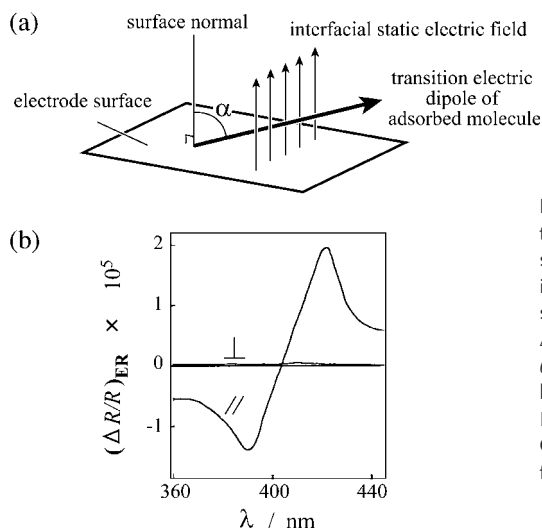 (a)
surface normal
interfacial static electric field
electrode surface
α
transition electric
dipole of
adsorbed molecule
(b)
(ΔR/R)ER × 10⁵
2
1
0
-1
⊥
//
360
400
440
λ / nm